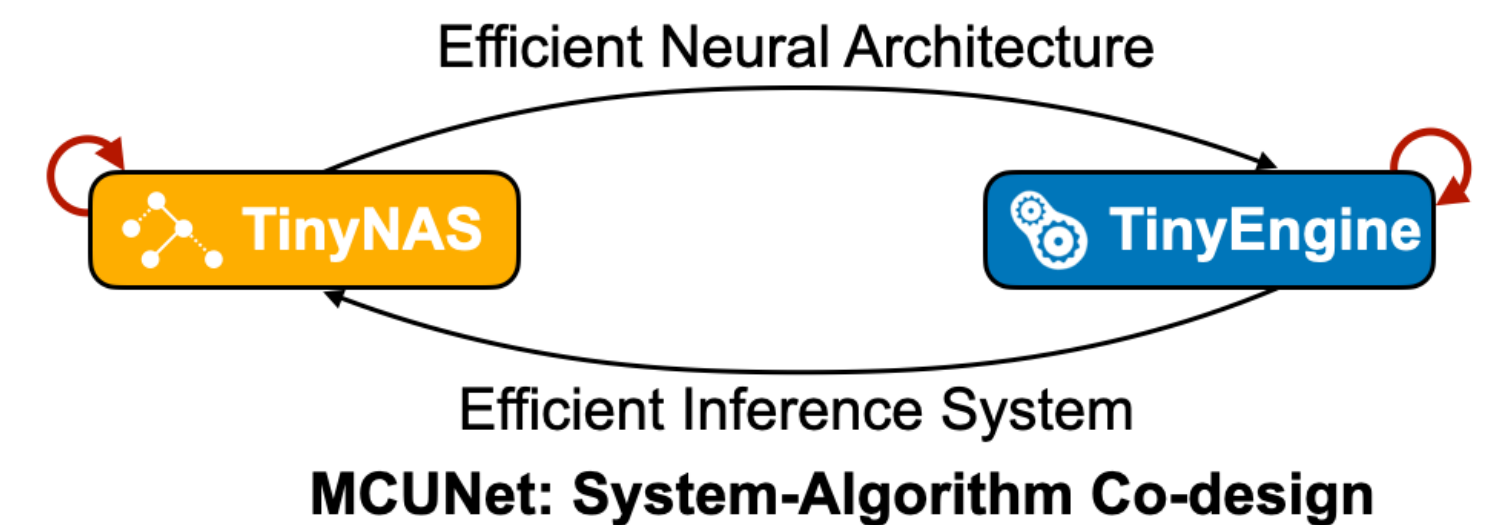 Efficient Neural Architecture
TinyNAS
TinyEngine
Efficient Inference System
MCUNet: System-Algorithm Co-design